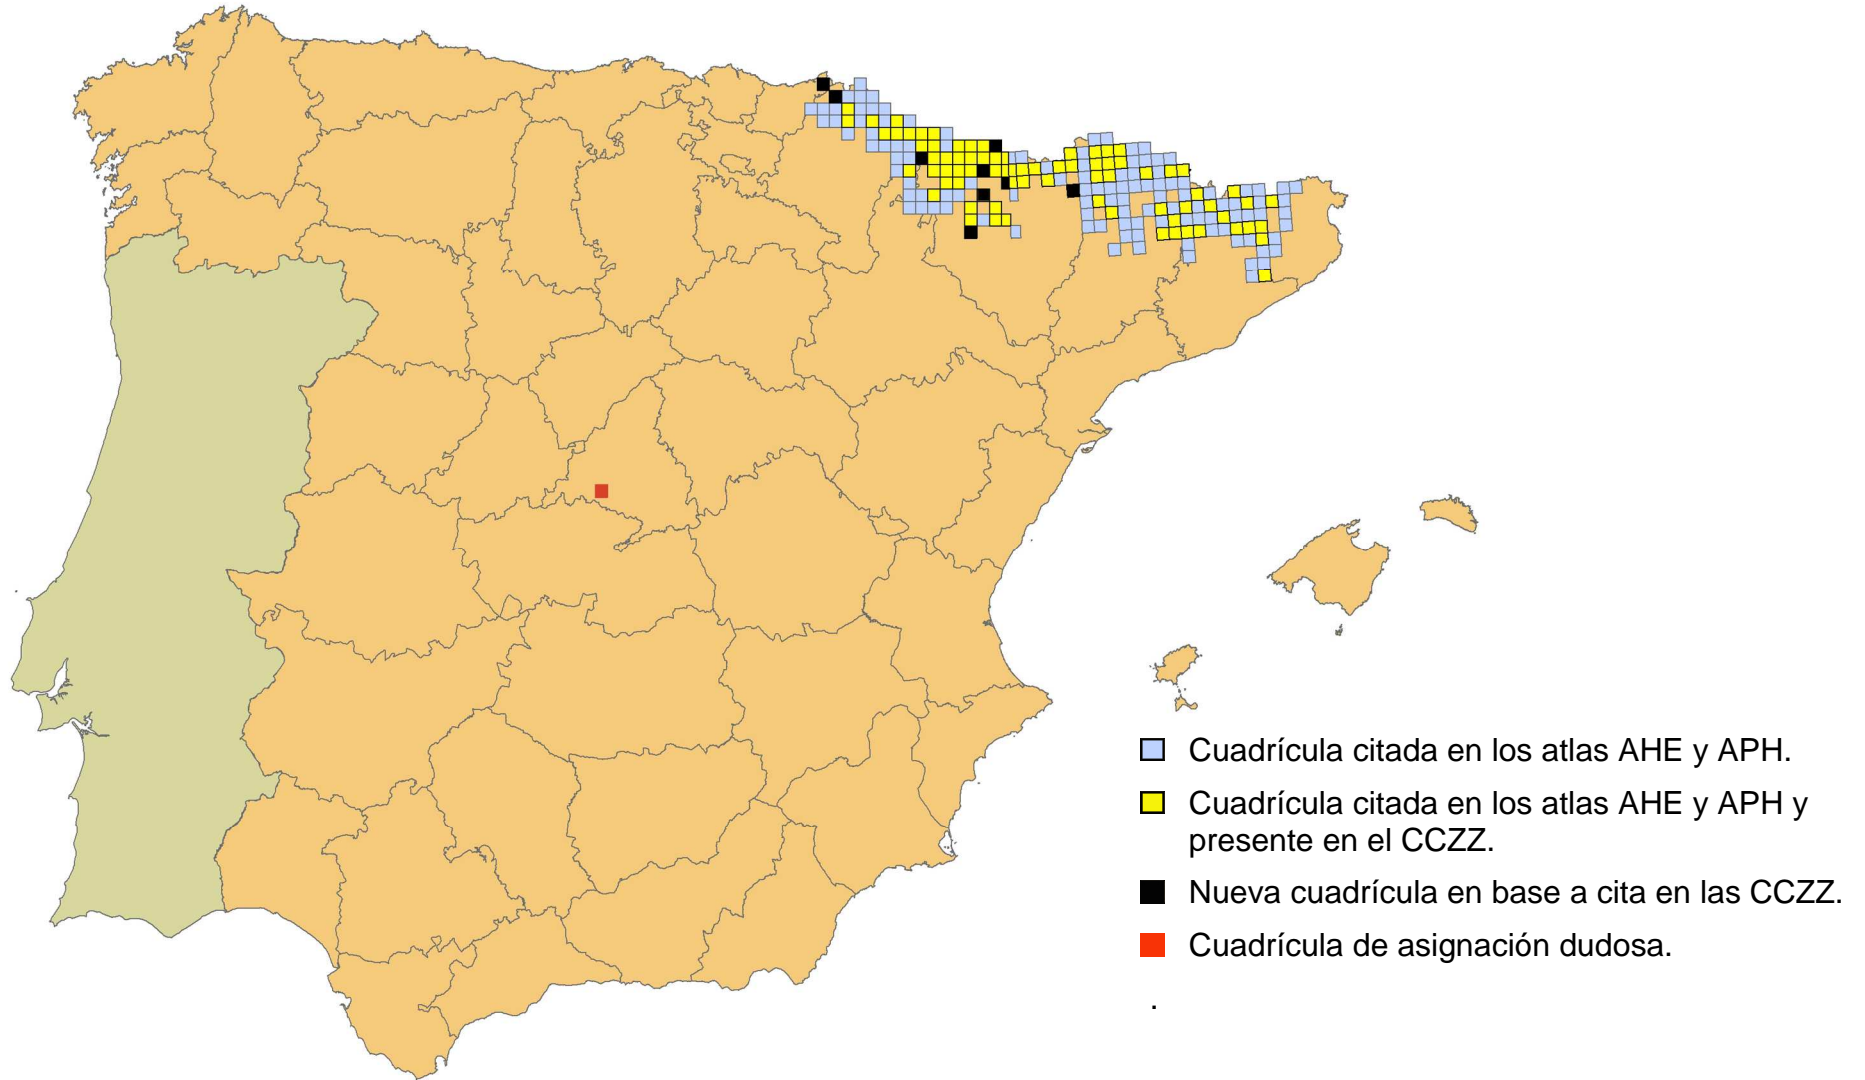 Cuadrícula citada en los atlas AHE y APH.
Cuadrícula citada en los atlas AHE y APH y
presente en el CCZZ.
Nueva cuadrícula en base a cita en las CCZZ.
Cuadrícula de asignación dudosa.
.